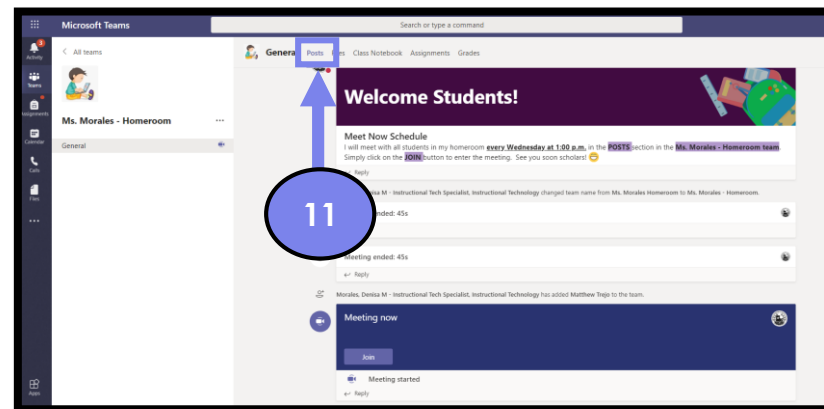 Microsoft Teams
Search or type a command
3
Activity
Teams
Assignments
Calendar
Calls
Files
Apps
All teams
Ms. Morales - Homeroom
General
General Posts Files Class Notebook Assignments Grades
Welcome Students!
Meet Now Schedule
I will meet with all students in my homeroom every Wednesday at 1:00 p.m. in the POSTS section in the Ms. Morales - Homeroom team.
Simply click on the JOIN button to enter the meeting. See you soon scholars!
Reply
Denisa M - Instructional Tech Specialist, Instructional Technology changed team name from Ms. Morales Homeroom to Ms. Morales - Homeroom.
11
ended: 45s
Meeting ended: 45s
Reply
Morales, Denisa M - Instructional Tech Specialist, Instructional Technology has added Matthew Trejo to the team.
Meeting now
Join
Meeting started
Reply